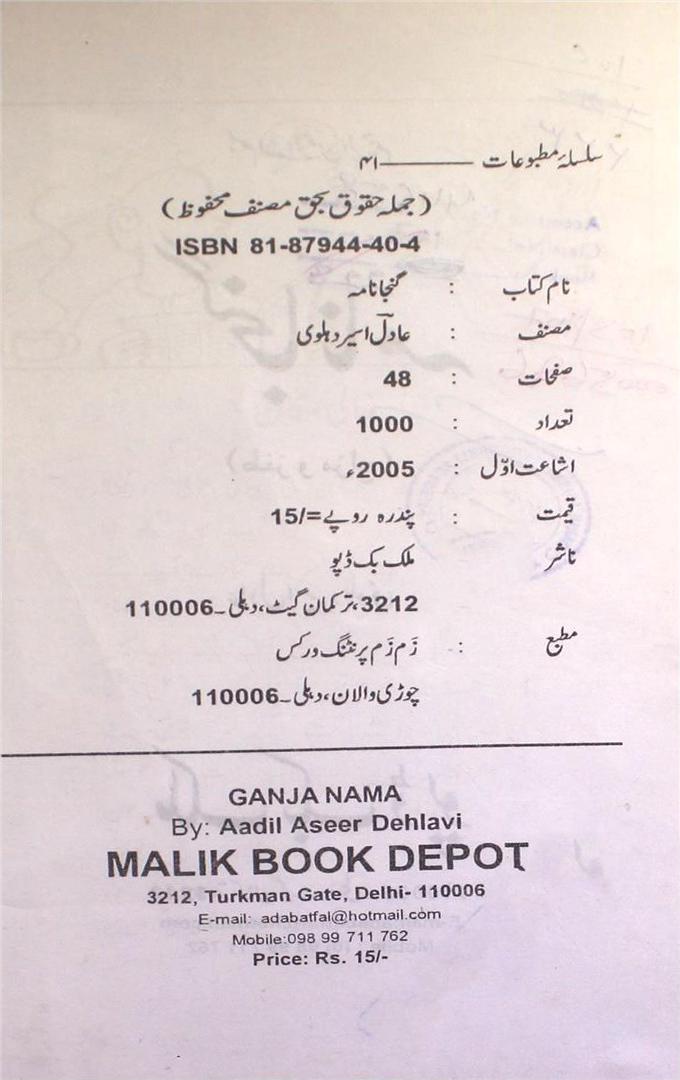 سلسلۂ مطبوعات ——— ۴۱
(جملہ حقوق بحق مصنف محفوظ)
ISBN 81-87944-40-4
نام کتاب : گنجا نامہ
مصنف : عادلؔ اسیر دہلوی
صفحات : 48
تعداد : 1000
اشاعت اوّل : 2005ء
قیمت : پندرہ روپے =/15
ناشر ملک بک ڈپو
3212، ترکمان گیٹ، دہلی۔110006
مطبع : زَم زَم پرنٹنگ ورکس
چوڑی والان، دہلی۔110006
GANJA NAMA
By: Aadil Aseer Dehlavi
MALIK BOOK DEPOT
3212, Turkman Gate, Delhi- 110006
E-mail: adabatfal@hotmail.com
Mobile:098 99 711 762
Price: Rs. 15/-